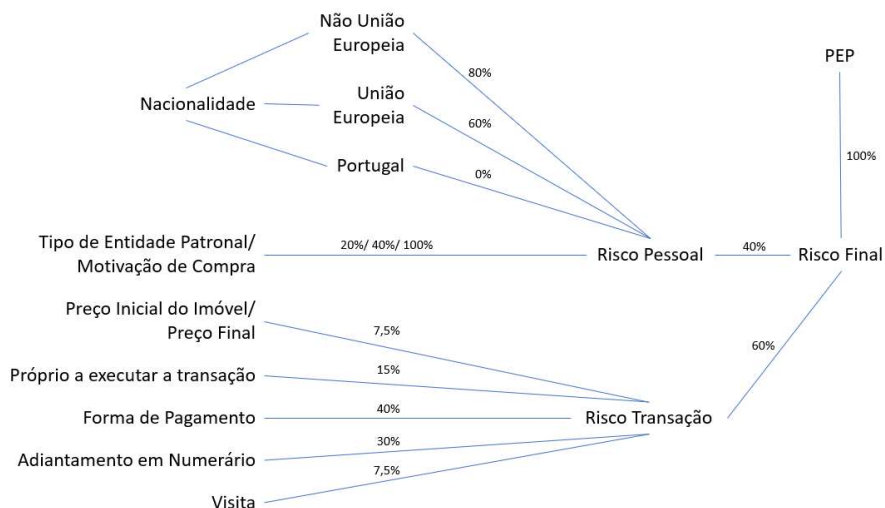 Não União
Europeia
PEP
80%
Nacionalidade
União
Europeia
60%
100%
Portugal
0%
Tipo de Entidade Patronal/
Motivação de Compra
20%/ 40%/ 100%
Risco Pessoal
40%
Risco Final
Preço Inicial do Imóvel/
Preço Final
7,5%
60%
Próprio a executar a transação
15%
Forma de Pagamento
40%
Risco Transação
Adiantamento em Numerário
30%
7,5%
Visita